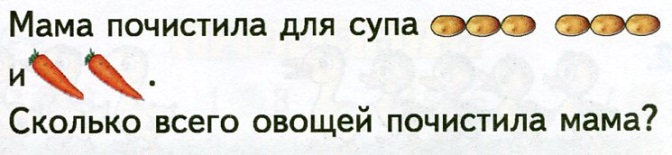 Мама почистила для супа
и .
Сколько всего овощей почистила мама?